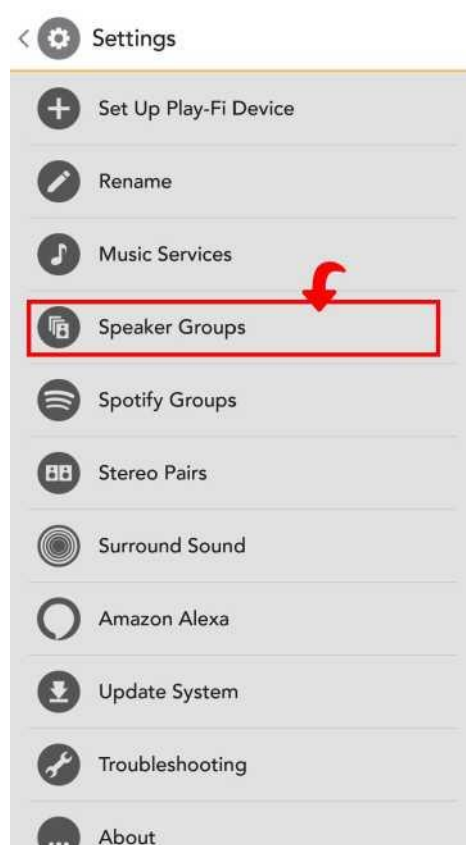 Settings
Set Up Play-Fi Device
Rename
Music Services
Speaker Groups
Spotify Groups
Stereo Pairs
Surround Sound
Amazon Alexa
Update System
Troubleshooting
About